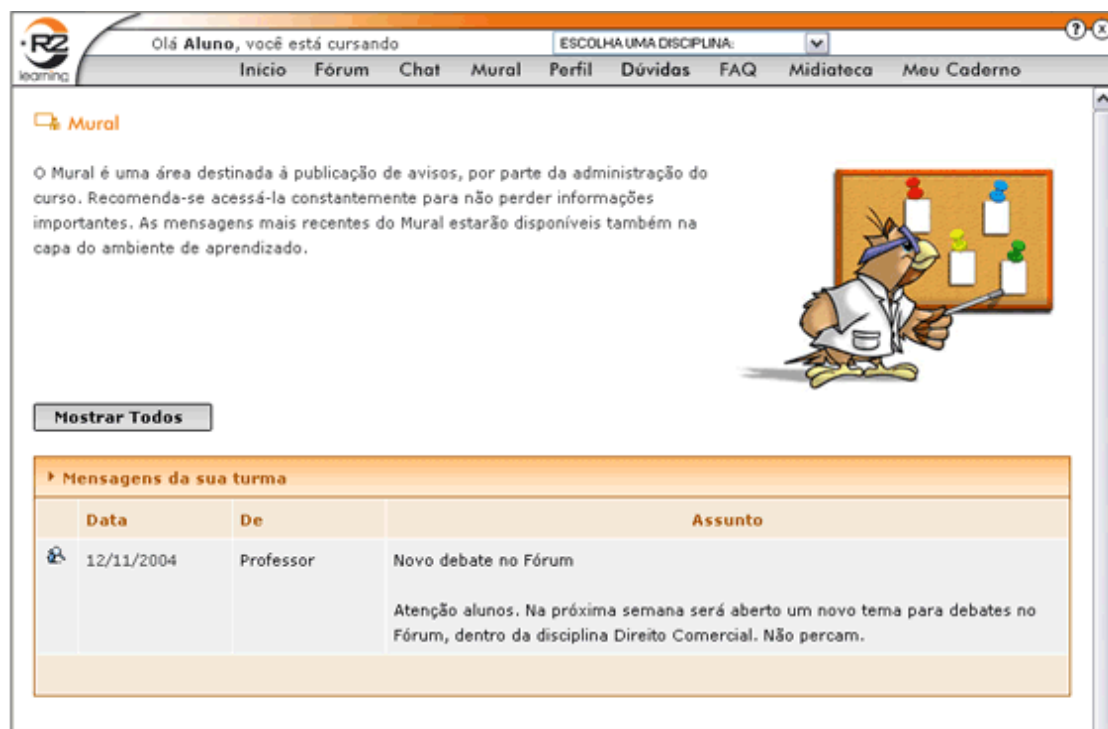 R2
learning
Olá Aluno, você está cursando
ESCOLHA UMA DISCIPLINA:
?
x
Início Fórum Chat Mural Perfil Dúvidas FAQ Midiateca Meu Caderno
Mural
O Mural é uma área destinada á publicação de avisos, por parte da administração do
curso. Recomenda-se acessá-la constantemente para não perder informações
importantes. As mensagens mais recentes do Mural estarão disponíveis também na
capa do ambiente de aprendizado.
Mostrar Todos
Mensagens da sua turma
Data De Assunto
12/11/2004 Professor Novo debate no Fórum
Atenção alunos. Na próxima semana será aberto um novo tema para debates no
Fórum, dentro da disciplina Direito Comercial. Não percam.